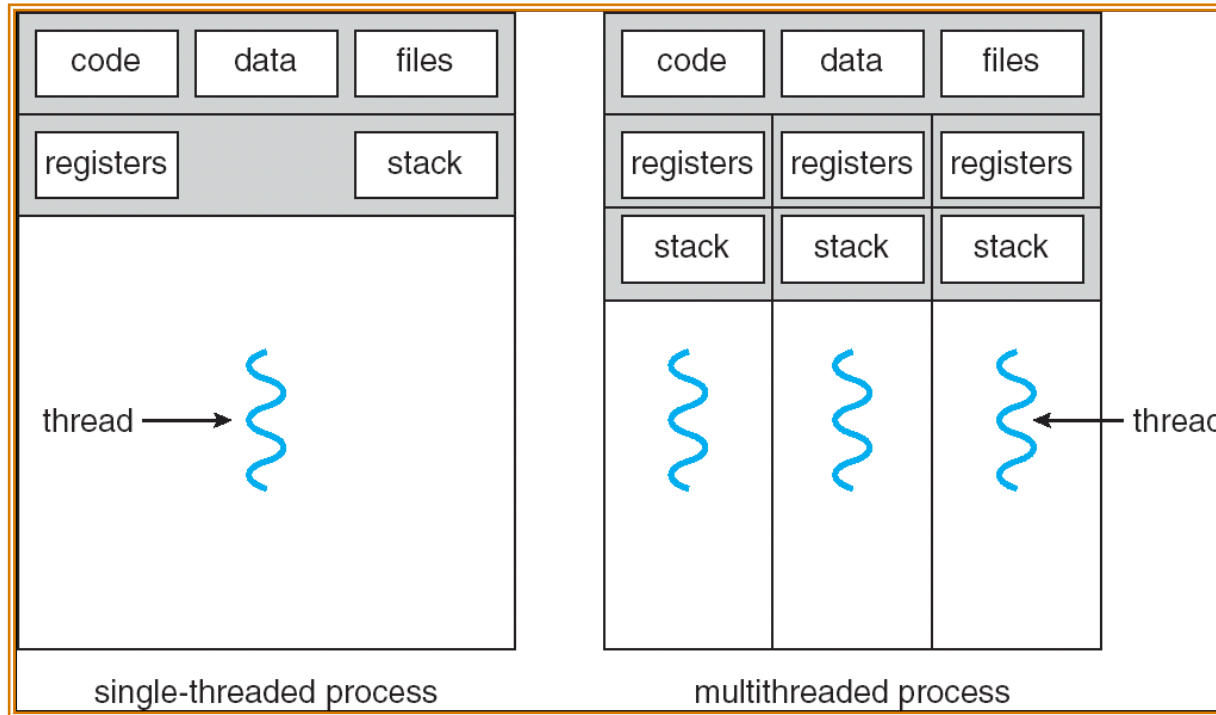 code data files
registers stack
thread
single-threaded process
code data files
registers registers registers
stack stack stack
thread
multithreaded process